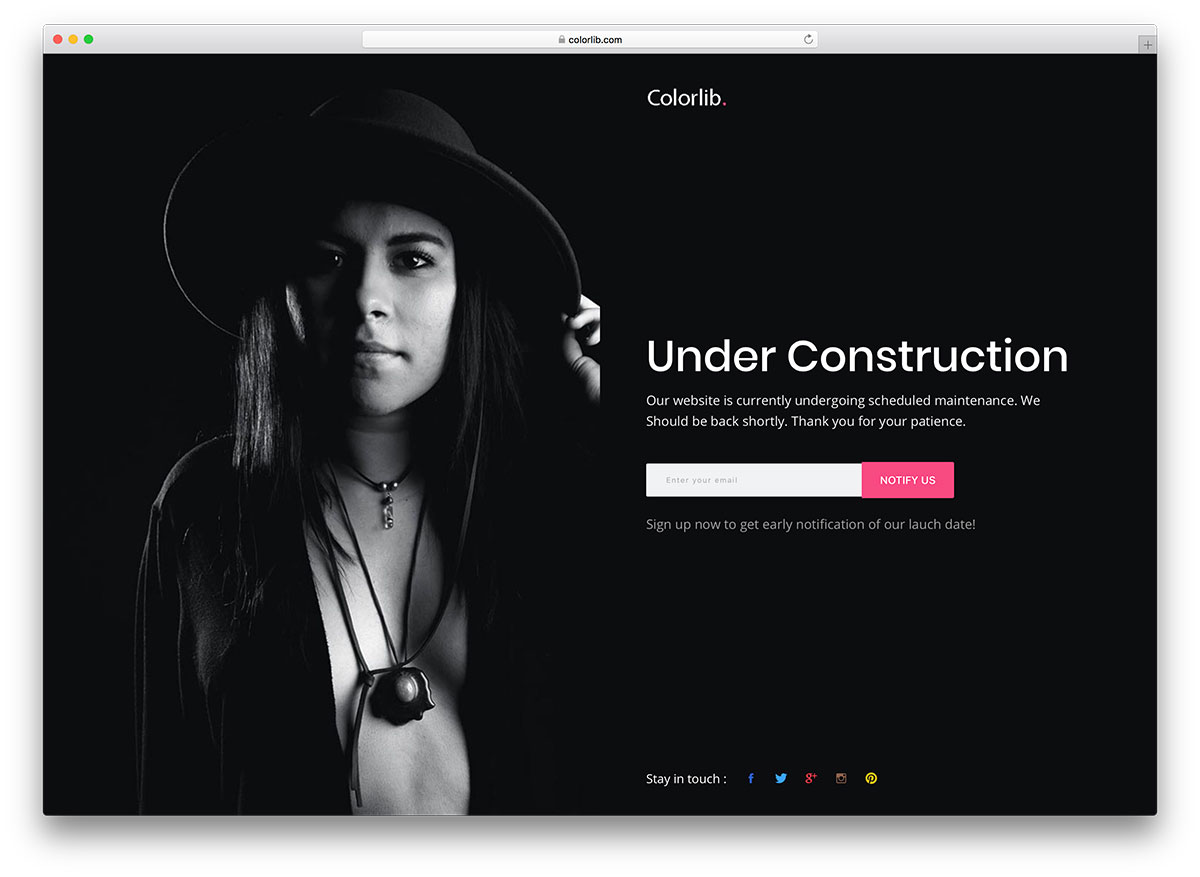 colorlib.com
Colorlib.
Under Construction
Our website is currently undergoing scheduled maintenance. We
Should be back shortly. Thank you for your patience.
Enter your email
NOTIFY US
Sign up now to get early notification of our lauch date!
Stay in touch :